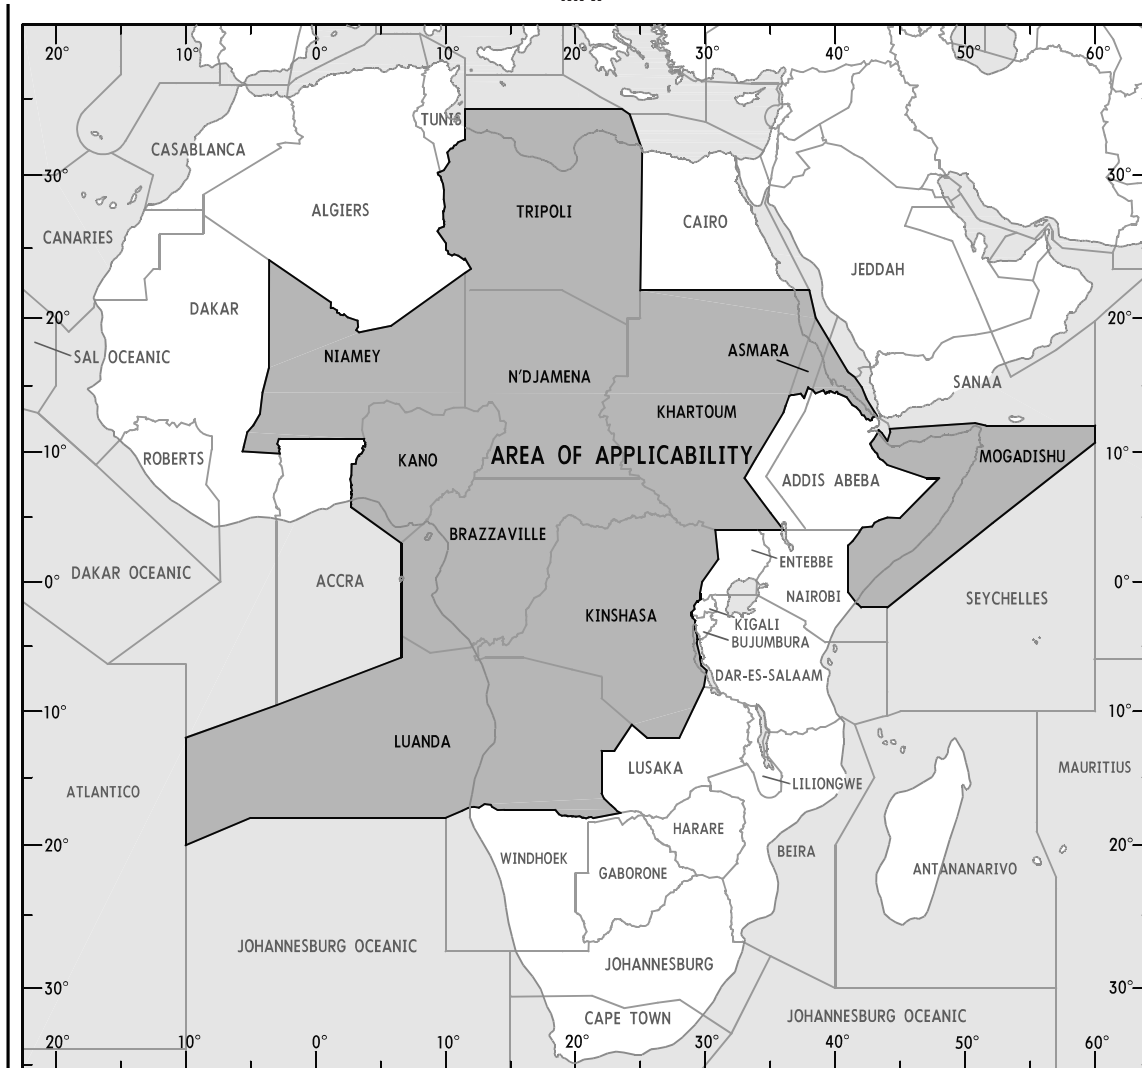 20° 10° 0° 10° 20° 30° 40° 50° 60°
TUNIS
CASABLANCA
30° 30°
ALGIERS
TRIPOLI
CAIRO
CANARIES
JEDDAH
DAKAR
20° 20°
SAL OCEANIC
NIAMEY
ASMARA
N'DJAMENA
SANAA
KHARTOUM
10° 10°
ROBERTS
KANO
AREA OF APPLICABILITY
MOGADISHU
ADDIS ABEBA
BRAZZAVILLE
ENTEBBE
DAKAR OCEANIC
ACCRA
0° 0°
NAIROBI
SEYCHELLES
KINSHASA
KIGALI
BUJUMBURA
DAR-ES-SALAAM
10° 10°
LUANDA
LUSAKA
MAURITIUS
LILIONGWE
ATLANTICO
HARARE
20° 20°
WINDHOEK
BEIRA
GABORONE
ANTANANARIVO
JOHANNESBURG OCEANIC
JOHANNESBURG
30° 30°
CAPE TOWN
JOHANNESBURG OCEANIC
20° 10° 0° 10° 20° 30° 40° 50° 60°